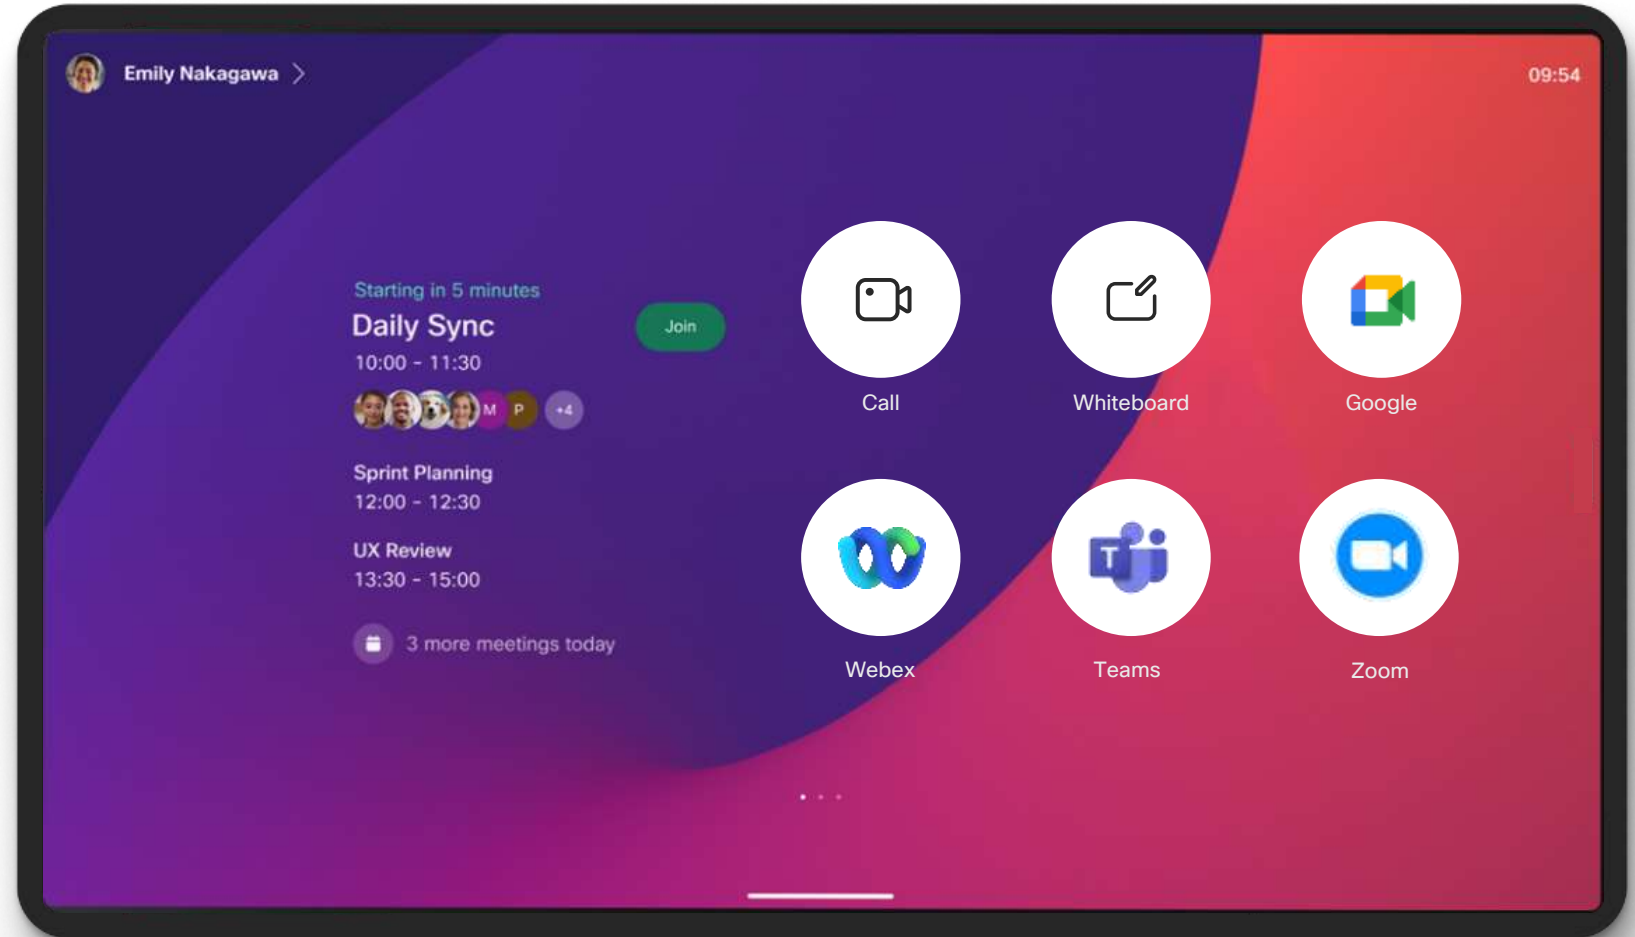 Emily Nakagawa
09:54
Starting in 5 minutes
Daily Sync
10:00 - 11:30
Join
M
P
+4
Sprint Planning
12:00 - 12:30
UX Review
13:30 - 15:00
3 more meetings today
Call
Whiteboard
Google
T
Webex
Teams
Zoom